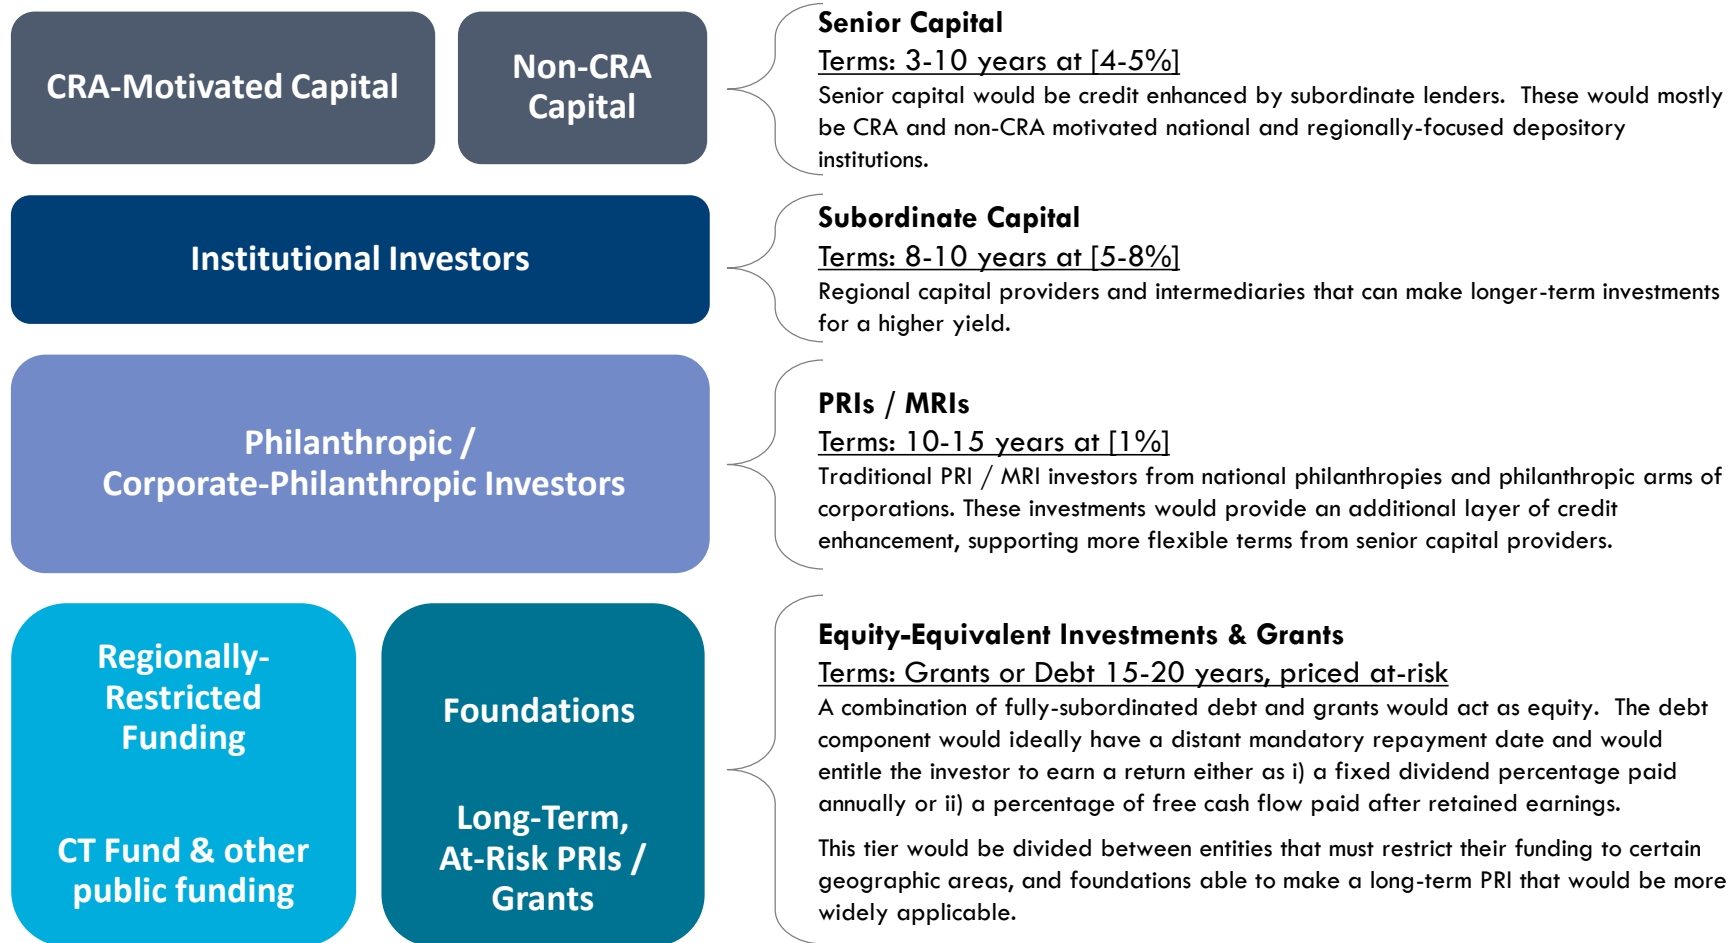 CRA-Motivated Capital
Non-CRA
Capital
Senior Capital
Terms: 3-10 years at [4-5%]
Senior capital would be credit enhanced by subordinate lenders.  These would mostly
be CRA and non-CRA motivated national and regionally-focused depository
institutions.
Institutional Investors
Subordinate Capital
Terms: 8-10 years at [5-8%]
Regional capital providers and intermediaries that can make longer-term investments
for a higher yield.
Philanthropic /
Corporate-Philanthropic Investors
PRIs / MRIs
Terms: 10-15 years at [1%]
Traditional PRI / MRI investors from national philanthropies and philanthropic arms of
corporations. These investments would provide an additional layer of credit
enhancement, supporting more flexible terms from senior capital providers.
Regionally-
Restricted
Funding
CT Fund & other
public funding
Foundations
Long-Term,
At-Risk PRIs /
Grants
Equity-Equivalent Investments & Grants
Terms: Grants or Debt 15-20 years, priced at-risk
A combination of fully-subordinated debt and grants would act as equity.  The debt
component would ideally have a distant mandatory repayment date and would
entitle the investor to earn a return either as i) a fixed dividend percentage paid
annually or ii) a percentage of free cash flow paid after retained earnings.
This tier would be divided between entities that must restrict their funding to certain
geographic areas, and foundations able to make a long-term PRI that would be more
widely applicable.